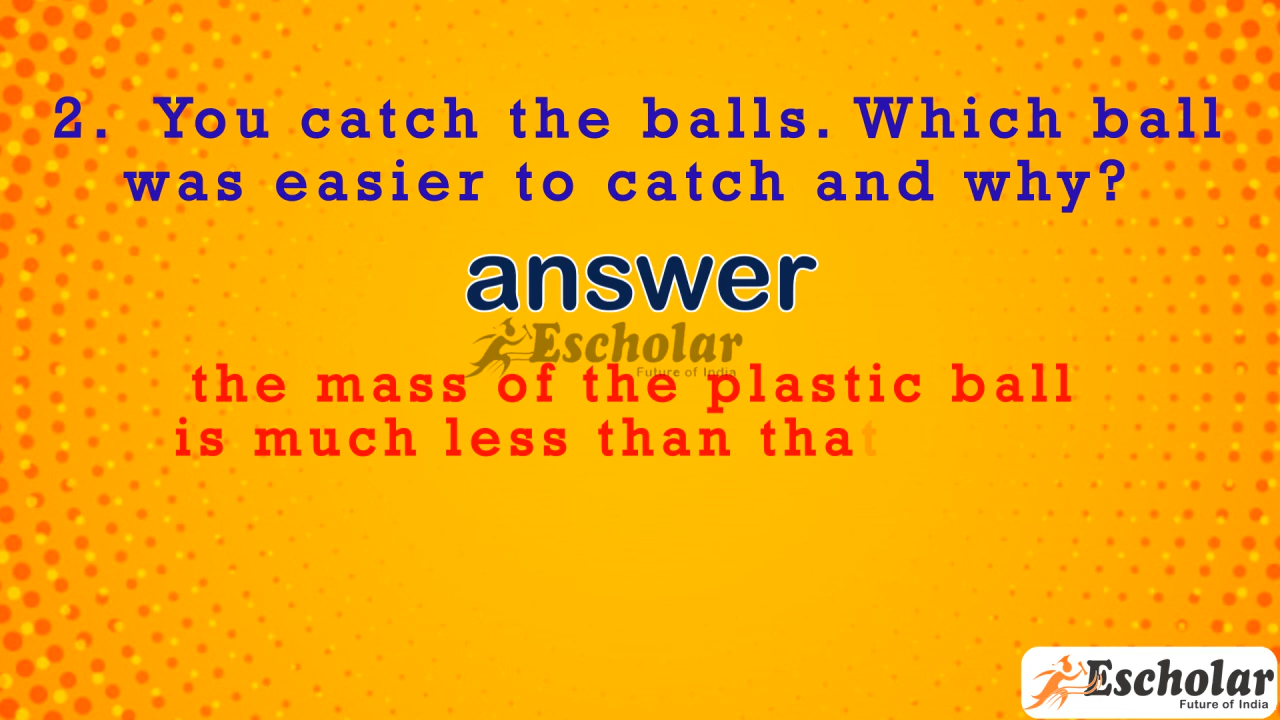 2. You catch the balls. Which ball
was easier to catch and why?
answer
Escholar
Future of India
the mass of the plastic ball
is much less than that
Escholar
Future of India